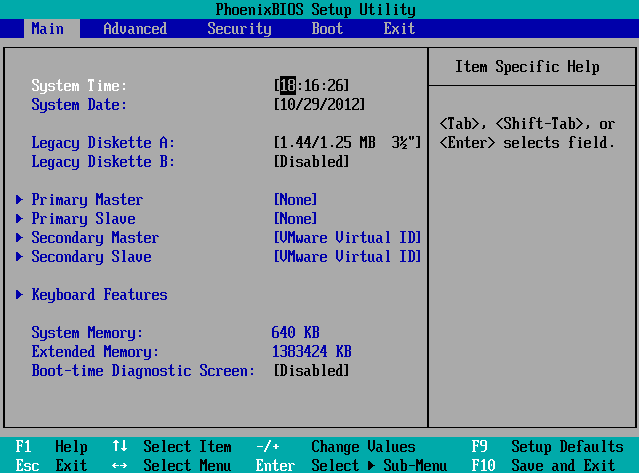 PhoenixBIOS Setup Utility
Main Advanced Security Boot Exit
Item Specific Help
System Time: [18:16:26]
System Date: [10/29/2012]
<Tab>, <Shift-Tab>, or
<Enter> selects field.
Legacy Diskette A: [1.44/1.25 MB 3½"]
Legacy Diskette B: [Disabled]
▶ Primary Master [None]
▶ Primary Slave [None]
▶ Secondary Master [VMware Virtual ID]
▶ Secondary Slave [VMware Virtual ID]
▶ Keyboard Features
System Memory: 640 KB
Extended Memory: 1383424 KB
Boot-time Diagnostic Screen: [Disabled]
F1 Help ↑↓ Select Item -/+ Change Values F9 Setup Defaults
Esc Exit ↔ Select Menu Enter Select ▶ Sub-Menu F10 Save and Exit